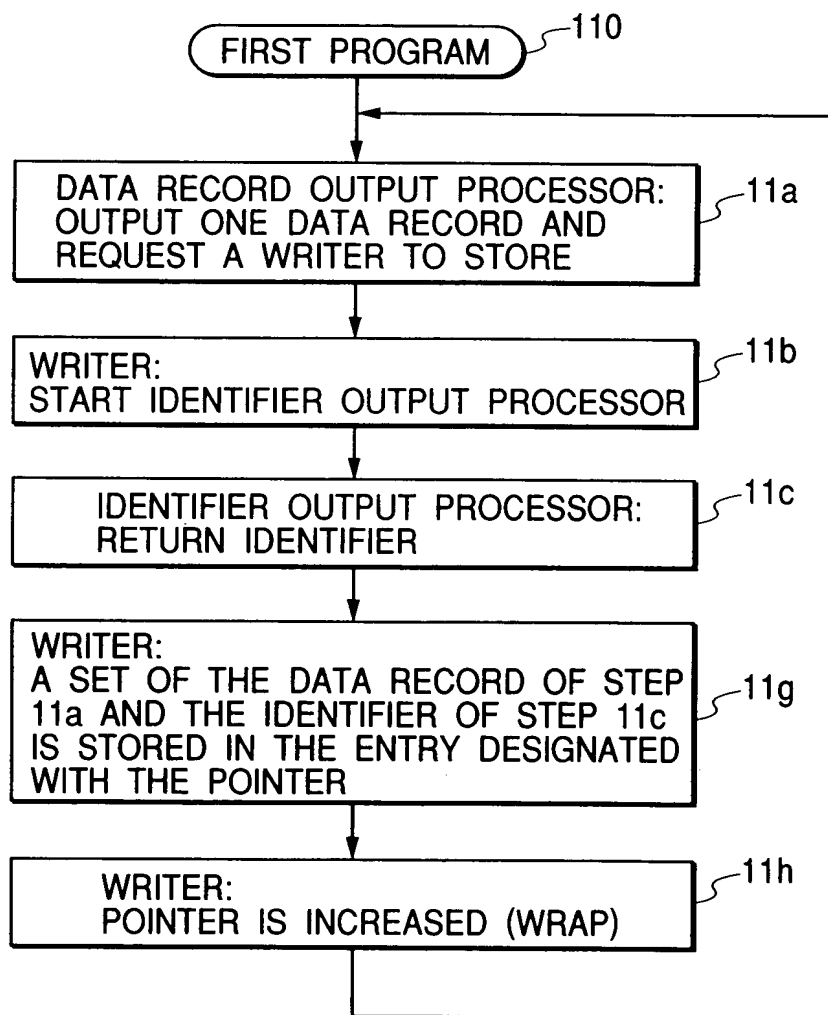 FIRST PROGRAM
110
DATA RECORD OUTPUT PROCESSOR:
OUTPUT ONE DATA RECORD AND
REQUEST A WRITER TO STORE
11a
WRITER:
START IDENTIFIER OUTPUT PROCESSOR
11b
IDENTIFIER OUTPUT PROCESSOR:
RETURN IDENTIFIER
11c
WRITER:
A SET OF THE DATA RECORD OF STEP
11a AND THE IDENTIFIER OF STEP 11c
IS STORED IN THE ENTRY DESIGNATED
WITH THE POINTER
11g
WRITER:
POINTER IS INCREASED (WRAP)
11h